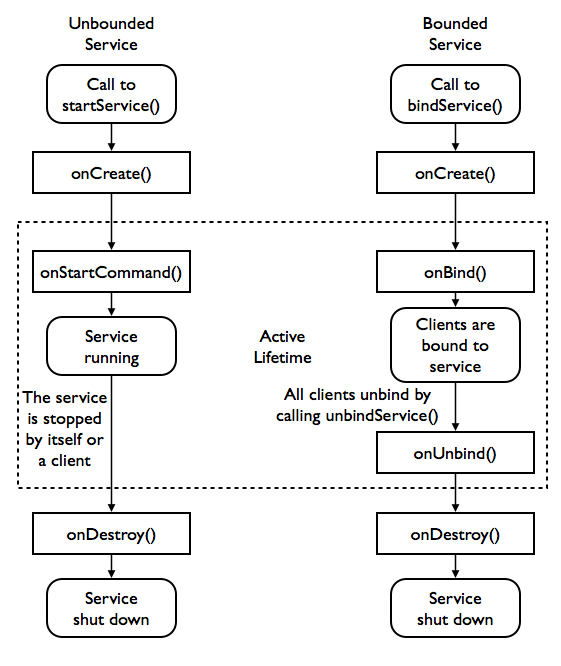 Unbounded
Service
Call to
startService()
onCreate()
onStartCommand()
Service
running
The service
is stopped
by itself or
a client
onDestroy()
Service
shut down
Active
Lifetime
Bounded
Service
Call to
bindService()
onCreate()
onBind()
Clients are
bound to
service
All clients unbind by
calling unbindService()
onUnbind()
onDestroy()
Service
shut down